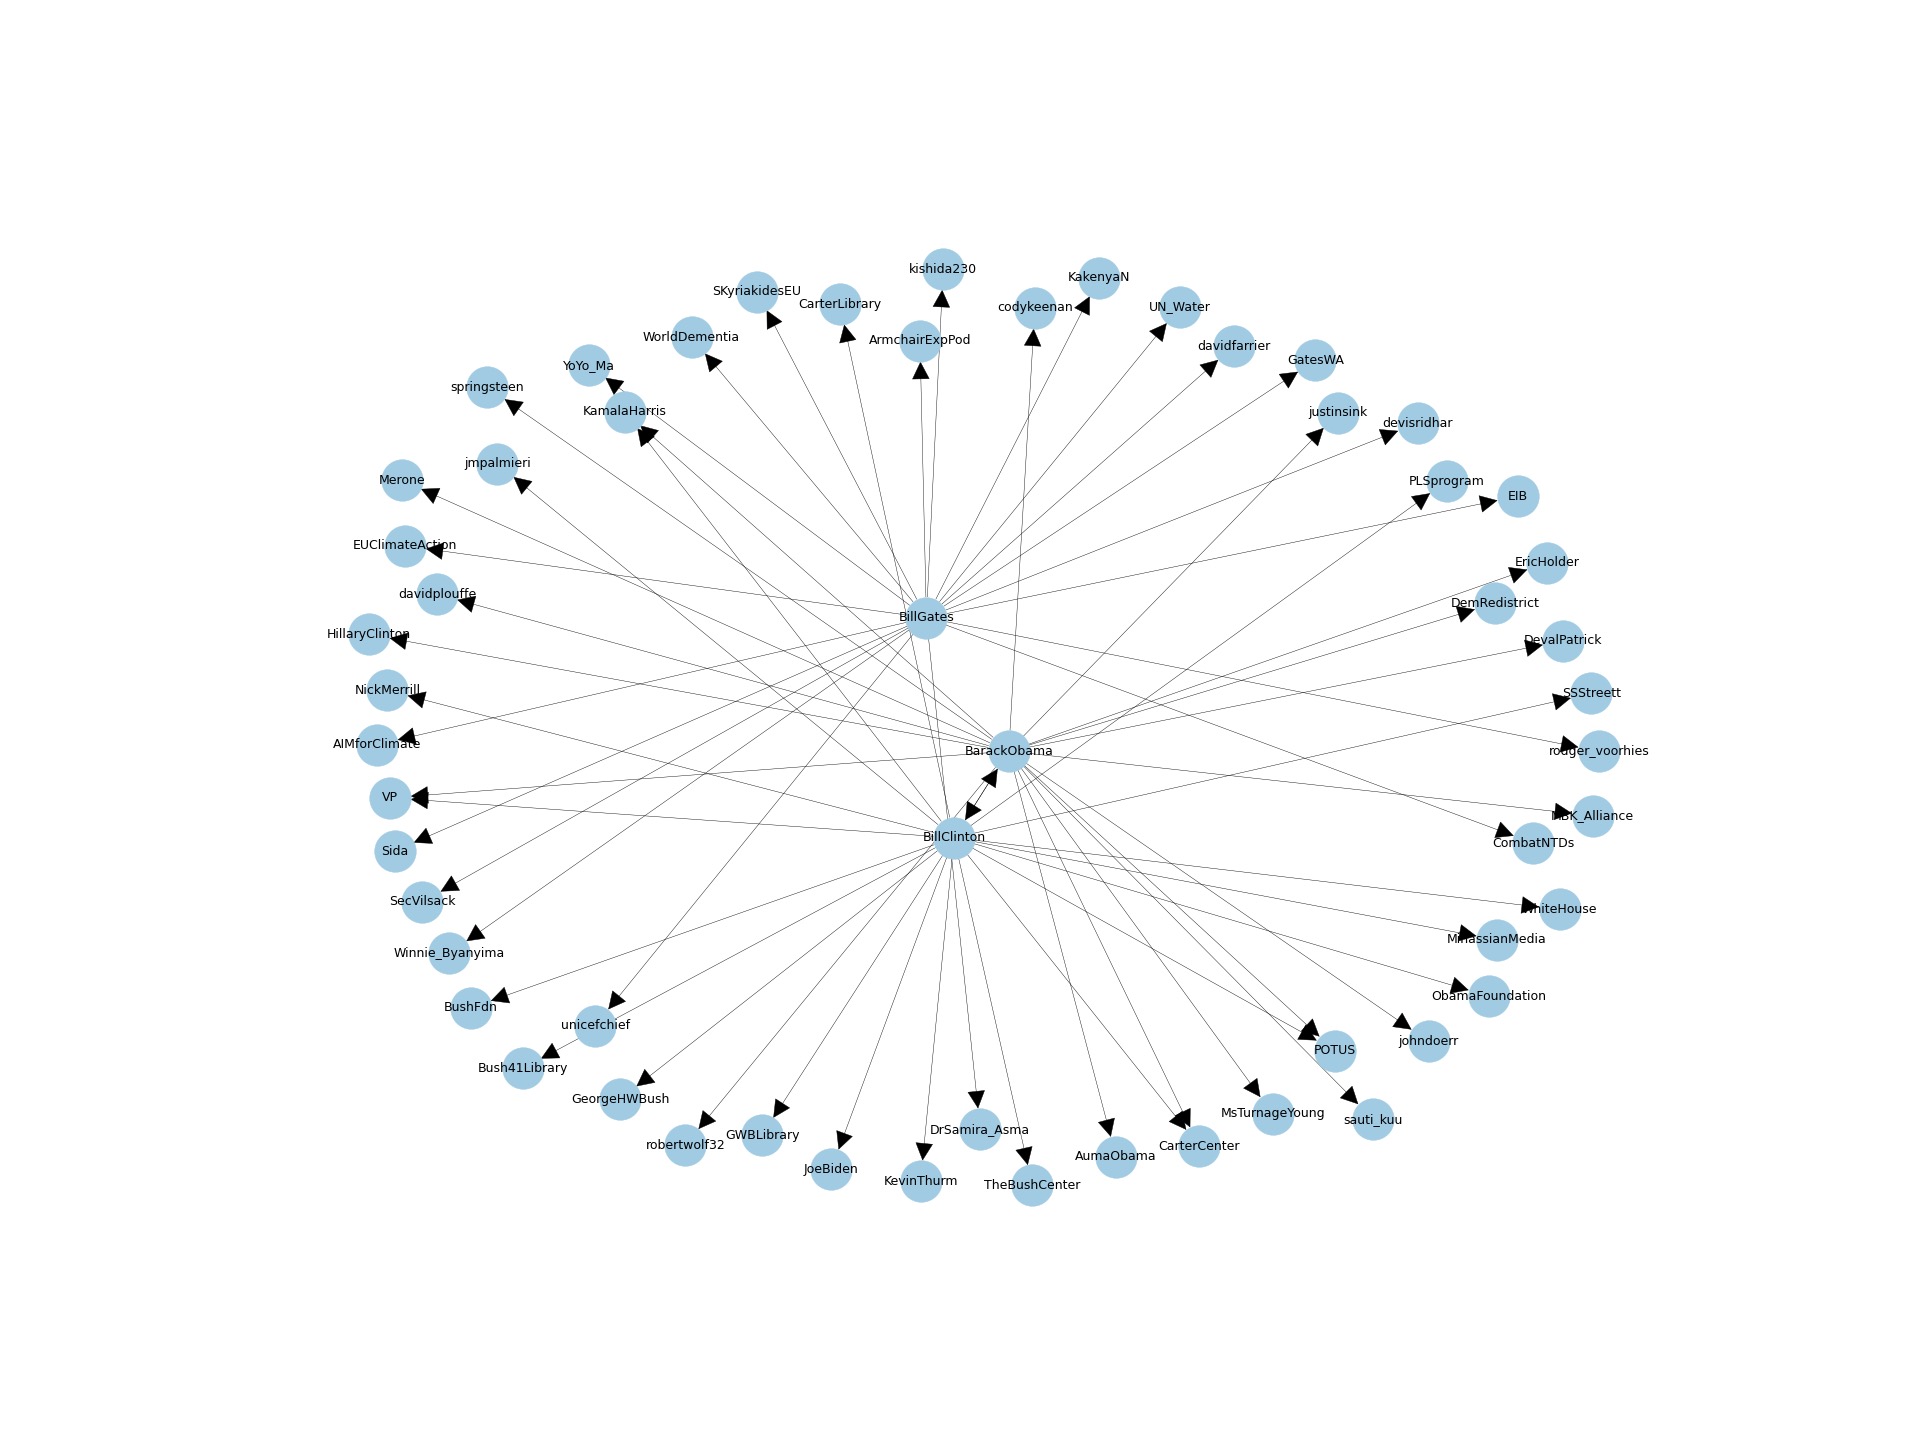 kishida230
KakenyaN
SKyriakidesEU
CarterLibrary
codykeenan
UN_Water
WorldDementia
ArmchairExpPod
davidfarrier
GatesWA
YoYo_Ma
springsteen
KamalaHarris
justinsink
devisridhar
jmpalmieri
Merone
PLSprogram
EIB
EUClimateAction
EricHolder
davidplouffe
DemRedistrict
BillGates
HillaryClinton
DevalPatrick
NickMerrill
SSStreett
AIMforClimate
BarackObama
rodger_voorhies
VP
MBK_Alliance
BillClinton
CombatNTDs
Sida
SecVilsack
WhiteHouse
MinassianMedia
Winnie_Byanyima
ObamaFoundation
BushFdn
unicefchief
johndoerr
POTUS
Bush41Library
GeorgeHWBush
MsTurnageYoung
sauti_kuu
DrSamira_Asma
GWBLibrary
robertwolf32
CarterCenter
AumaObama
JoeBiden
KevinThurm
TheBushCenter